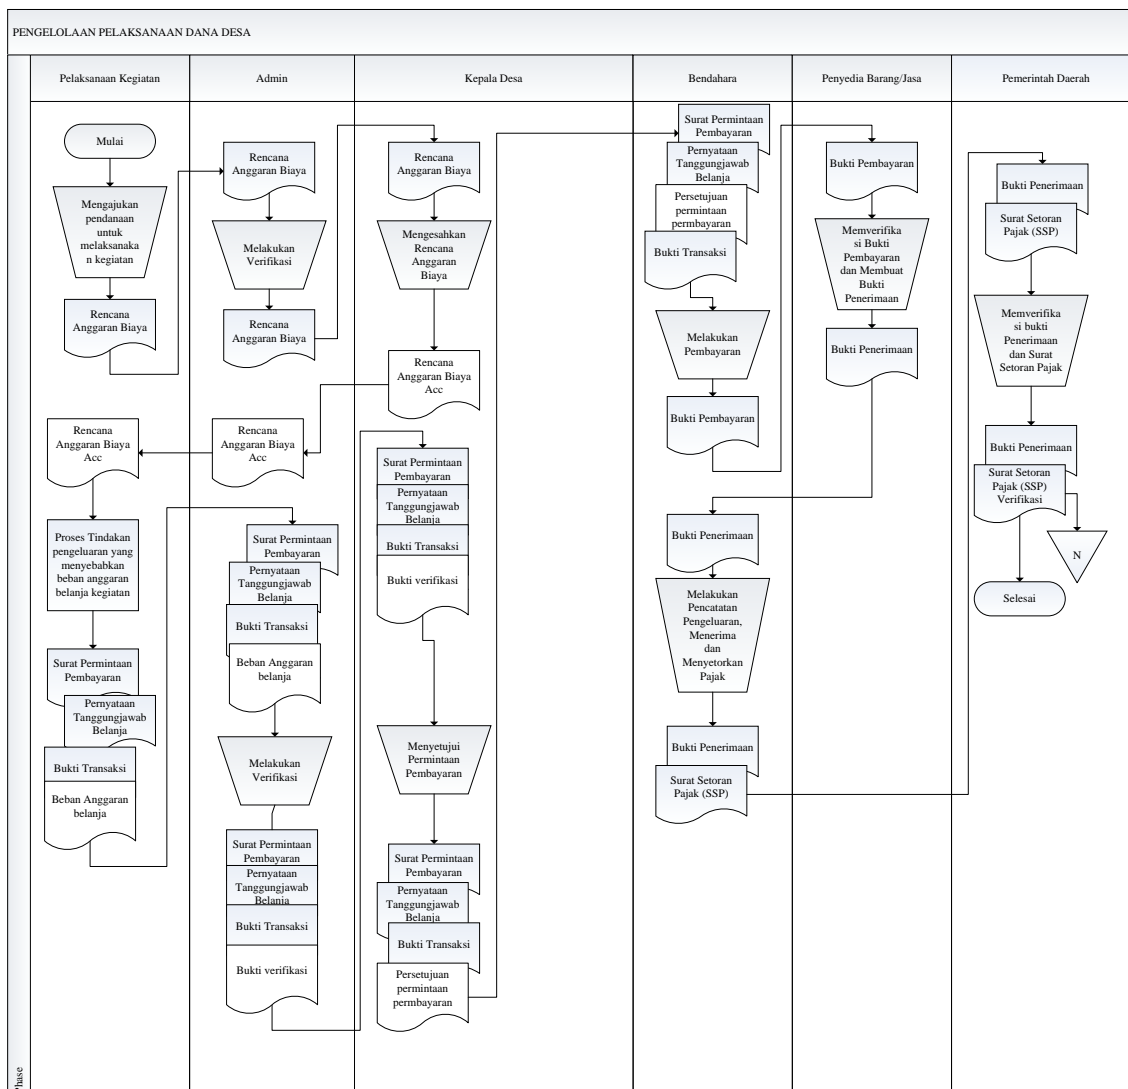 PENGELOLAAN PELAKSANAAN DANA DESA
Phase
Pelaksanaan Kegiatan
Mulai
Mengajukan
pendanaan
untuk
melaksanaka
n kegiatan
Rencana
Anggaran Biaya
Rencana
Anggaran Biaya
Acc
Proses Tindakan
pengeluaran yang
menyebabkan
beban anggaran
belanja kegiatan
Surat Permintaan
Pembayaran
Pernyataan
Tanggungjawab
Belanja
Bukti Transaksi
Beban Anggaran
belanja
Admin
Rencana
Anggaran Biaya
Melakukan
Verifikasi
Rencana
Anggaran Biaya
Rencana
Anggaran Biaya
Acc
Surat Permintaan
Pembayaran
Pernyataan
Tanggungjawab
Belanja
Bukti Transaksi
Beban Anggaran
belanja
Melakukan
Verifikasi
Surat Permintaan
Pembayaran
Pernyataan
Tanggungjawab
Belanja
Bukti Transaksi
Bukti verifikasi
Kepala Desa
Rencana
Anggaran Biaya
Mengesahkan
Rencana
Anggaran
Biaya
Rencana
Anggaran Biaya
Acc
Surat Permintaan
Pembayaran
Pernyataan
Tanggungjawab
Belanja
Bukti Transaksi
Bukti verifikasi
Menyetujui
Permintaan
Pembayaran
Surat Permintaan
Pembayaran
Pernyataan
Tanggungjawab
Belanja
Bukti Transaksi
Persetujuan
permintaan
permbayaran
Bendahara
Surat Permintaan
Pembayaran
Pernyataan
Tanggungjawab
Belanja
Persetujuan
permintaan
permbayaran
Bukti Transaksi
Melakukan
Pembayaran
Bukti Pembayaran
Bukti Penerimaan
Melakukan
Pencatatan
Pengeluaran,
Menerima
dan
Menyetorkan
Pajak
Bukti Penerimaan
Surat Setoran
Pajak (SSP)
Penyedia Barang/Jasa
Bukti Pembayaran
Memverifika
si Bukti
Pembayaran
dan Membuat
Bukti
Penerimaan
Bukti Penerimaan
Pemerintah Daerah
Bukti Penerimaan
Surat Setoran
Pajak (SSP)
Memverifika
si bukti
Penerimaan
dan Surat
Setoran Pajak
Bukti Penerimaan
Surat Setoran
Pajak (SSP)
Verifikasi
N
Selesai